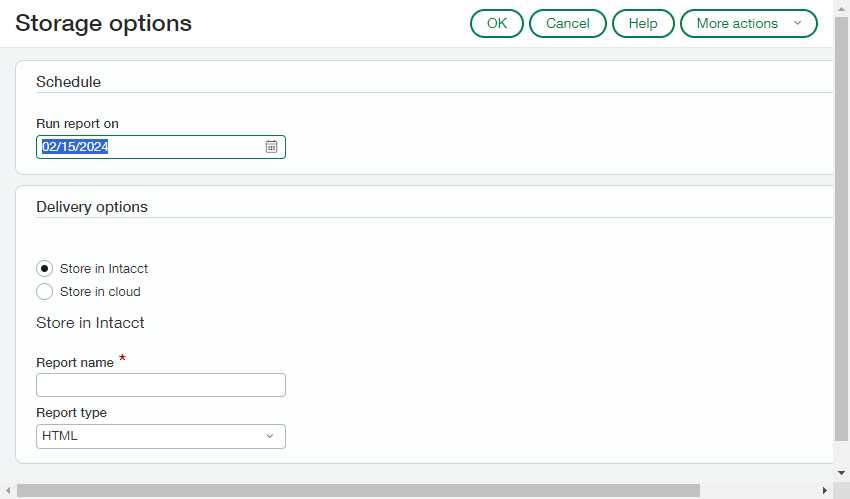 Storage options
OK Cancel Help More actions
Schedule
Run report on
02/15/2024
Delivery options
Store in Intacct
Store in cloud
Store in Intacct
Report name *
Report type
HTML